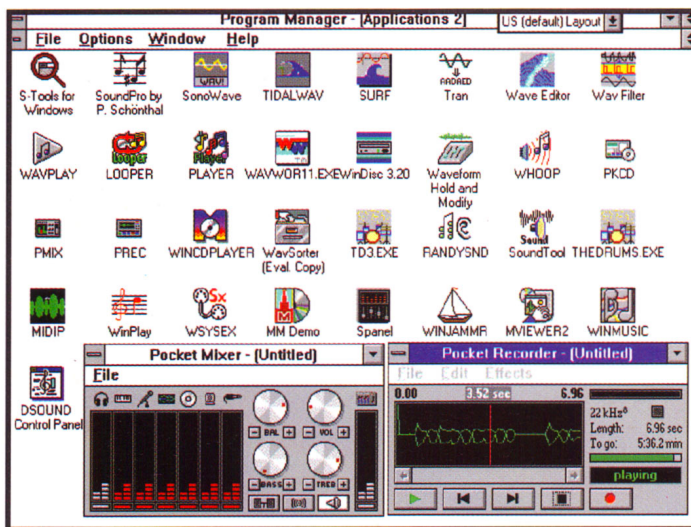 Program Manager - [Applications 2]
US (default) Layout
File Options Window Help
S-Tools for Windows
SoundPro by P. Schönthal
SonoWave
TIDALWAV
SURF
Tran
Wave Editor
Wav Filter
WAVPLAY
LOOPER
PLAYER
WAVWOR11.EXE
WinDisc 3.20
Waveform Hold and Modify
WHOOP
PKCD
PMIX
PREC
WINCDPLAYER
WavSorter (Eval. Copy)
TD3.EXE
RANDYSND
SoundTool
THEDRUMS.EXE
MIDIP
WinPlay
WSYSEX
MM Demo
Spanel
WINJAMMR
MVIEWER2
WINMUSIC
DSOUND Control Panel
Pocket Mixer - (Untitled)
File
BAL
VOL
BASS
TREB
Pocket Recorder - (Untitled)
File Edit Effects
0.00 3.52 sec 6.96
22 kHz
Length: 6.96 sec
To go: 5:36.2 min
playing